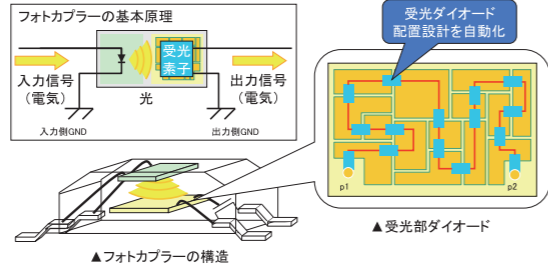 フォトカプラーの基本原理
入力信号
(電気)
受光
素子
光
出力信号
(電気)
入力側GND
出力側GND
受光ダイオード
配置設計を自動化
p1
p2
▲受光部ダイオード
▲フォトカプラーの構造